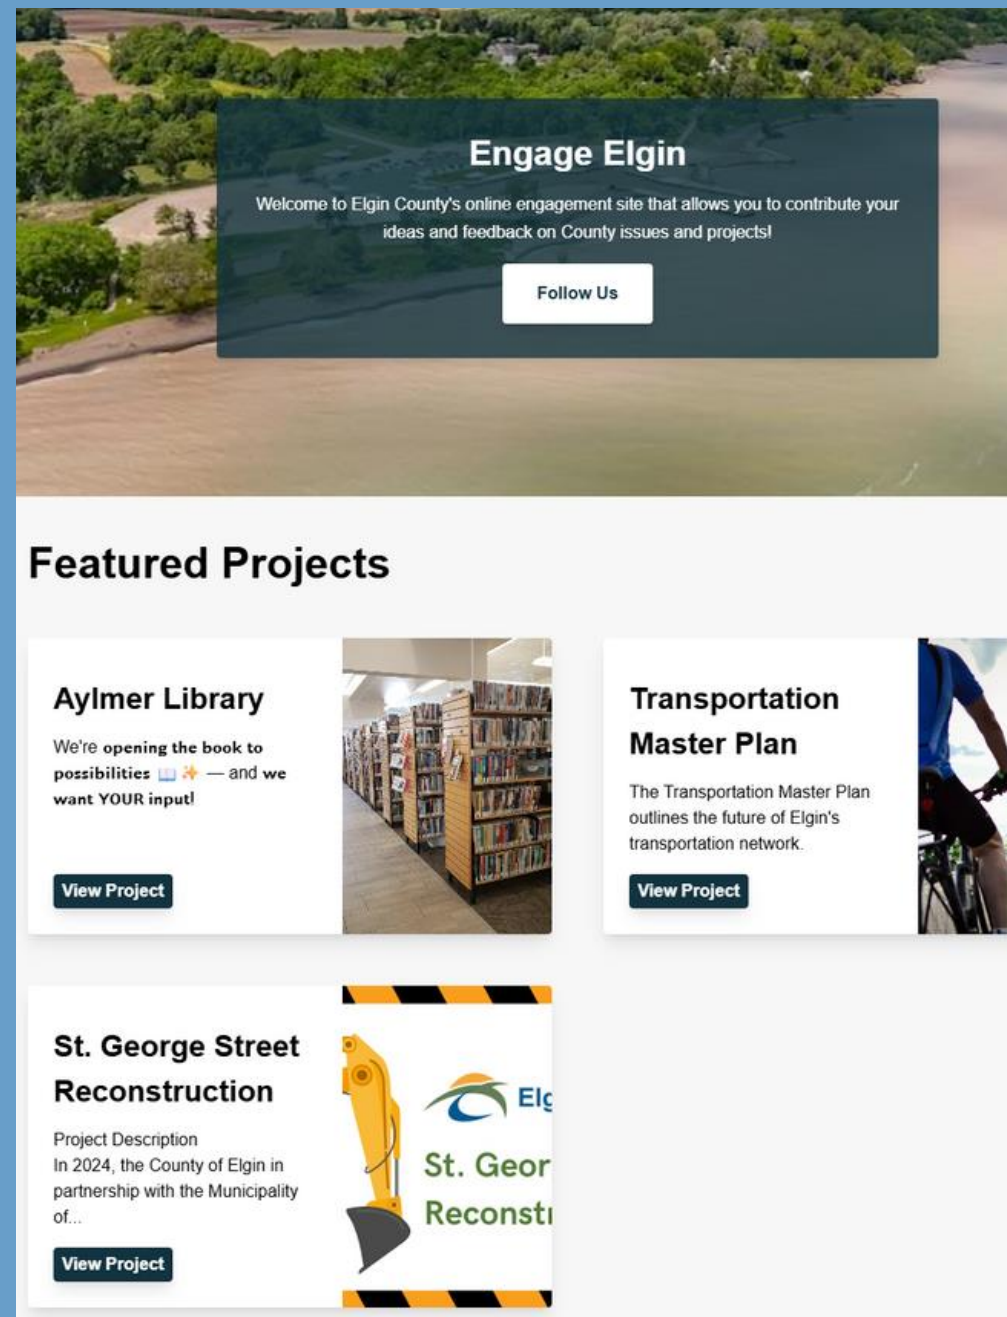 Engage Elgin
Welcome to Elgin County's online engagement site that allows you to contribute your
ideas and feedback on County issues and projects!
Follow Us
Featured Projects
Aylmer Library
We're opening the book to
possibilities 📖 ✨ — and we
want YOUR input!
View Project
Transportation
Master Plan
The Transportation Master Plan
outlines the future of Elgin's
transportation network.
View Project
St. George Street
Reconstruction
Project Description
In 2024, the County of Elgin in
partnership with the Municipality
of...
View Project
Elg
St. Geor
Reconstr